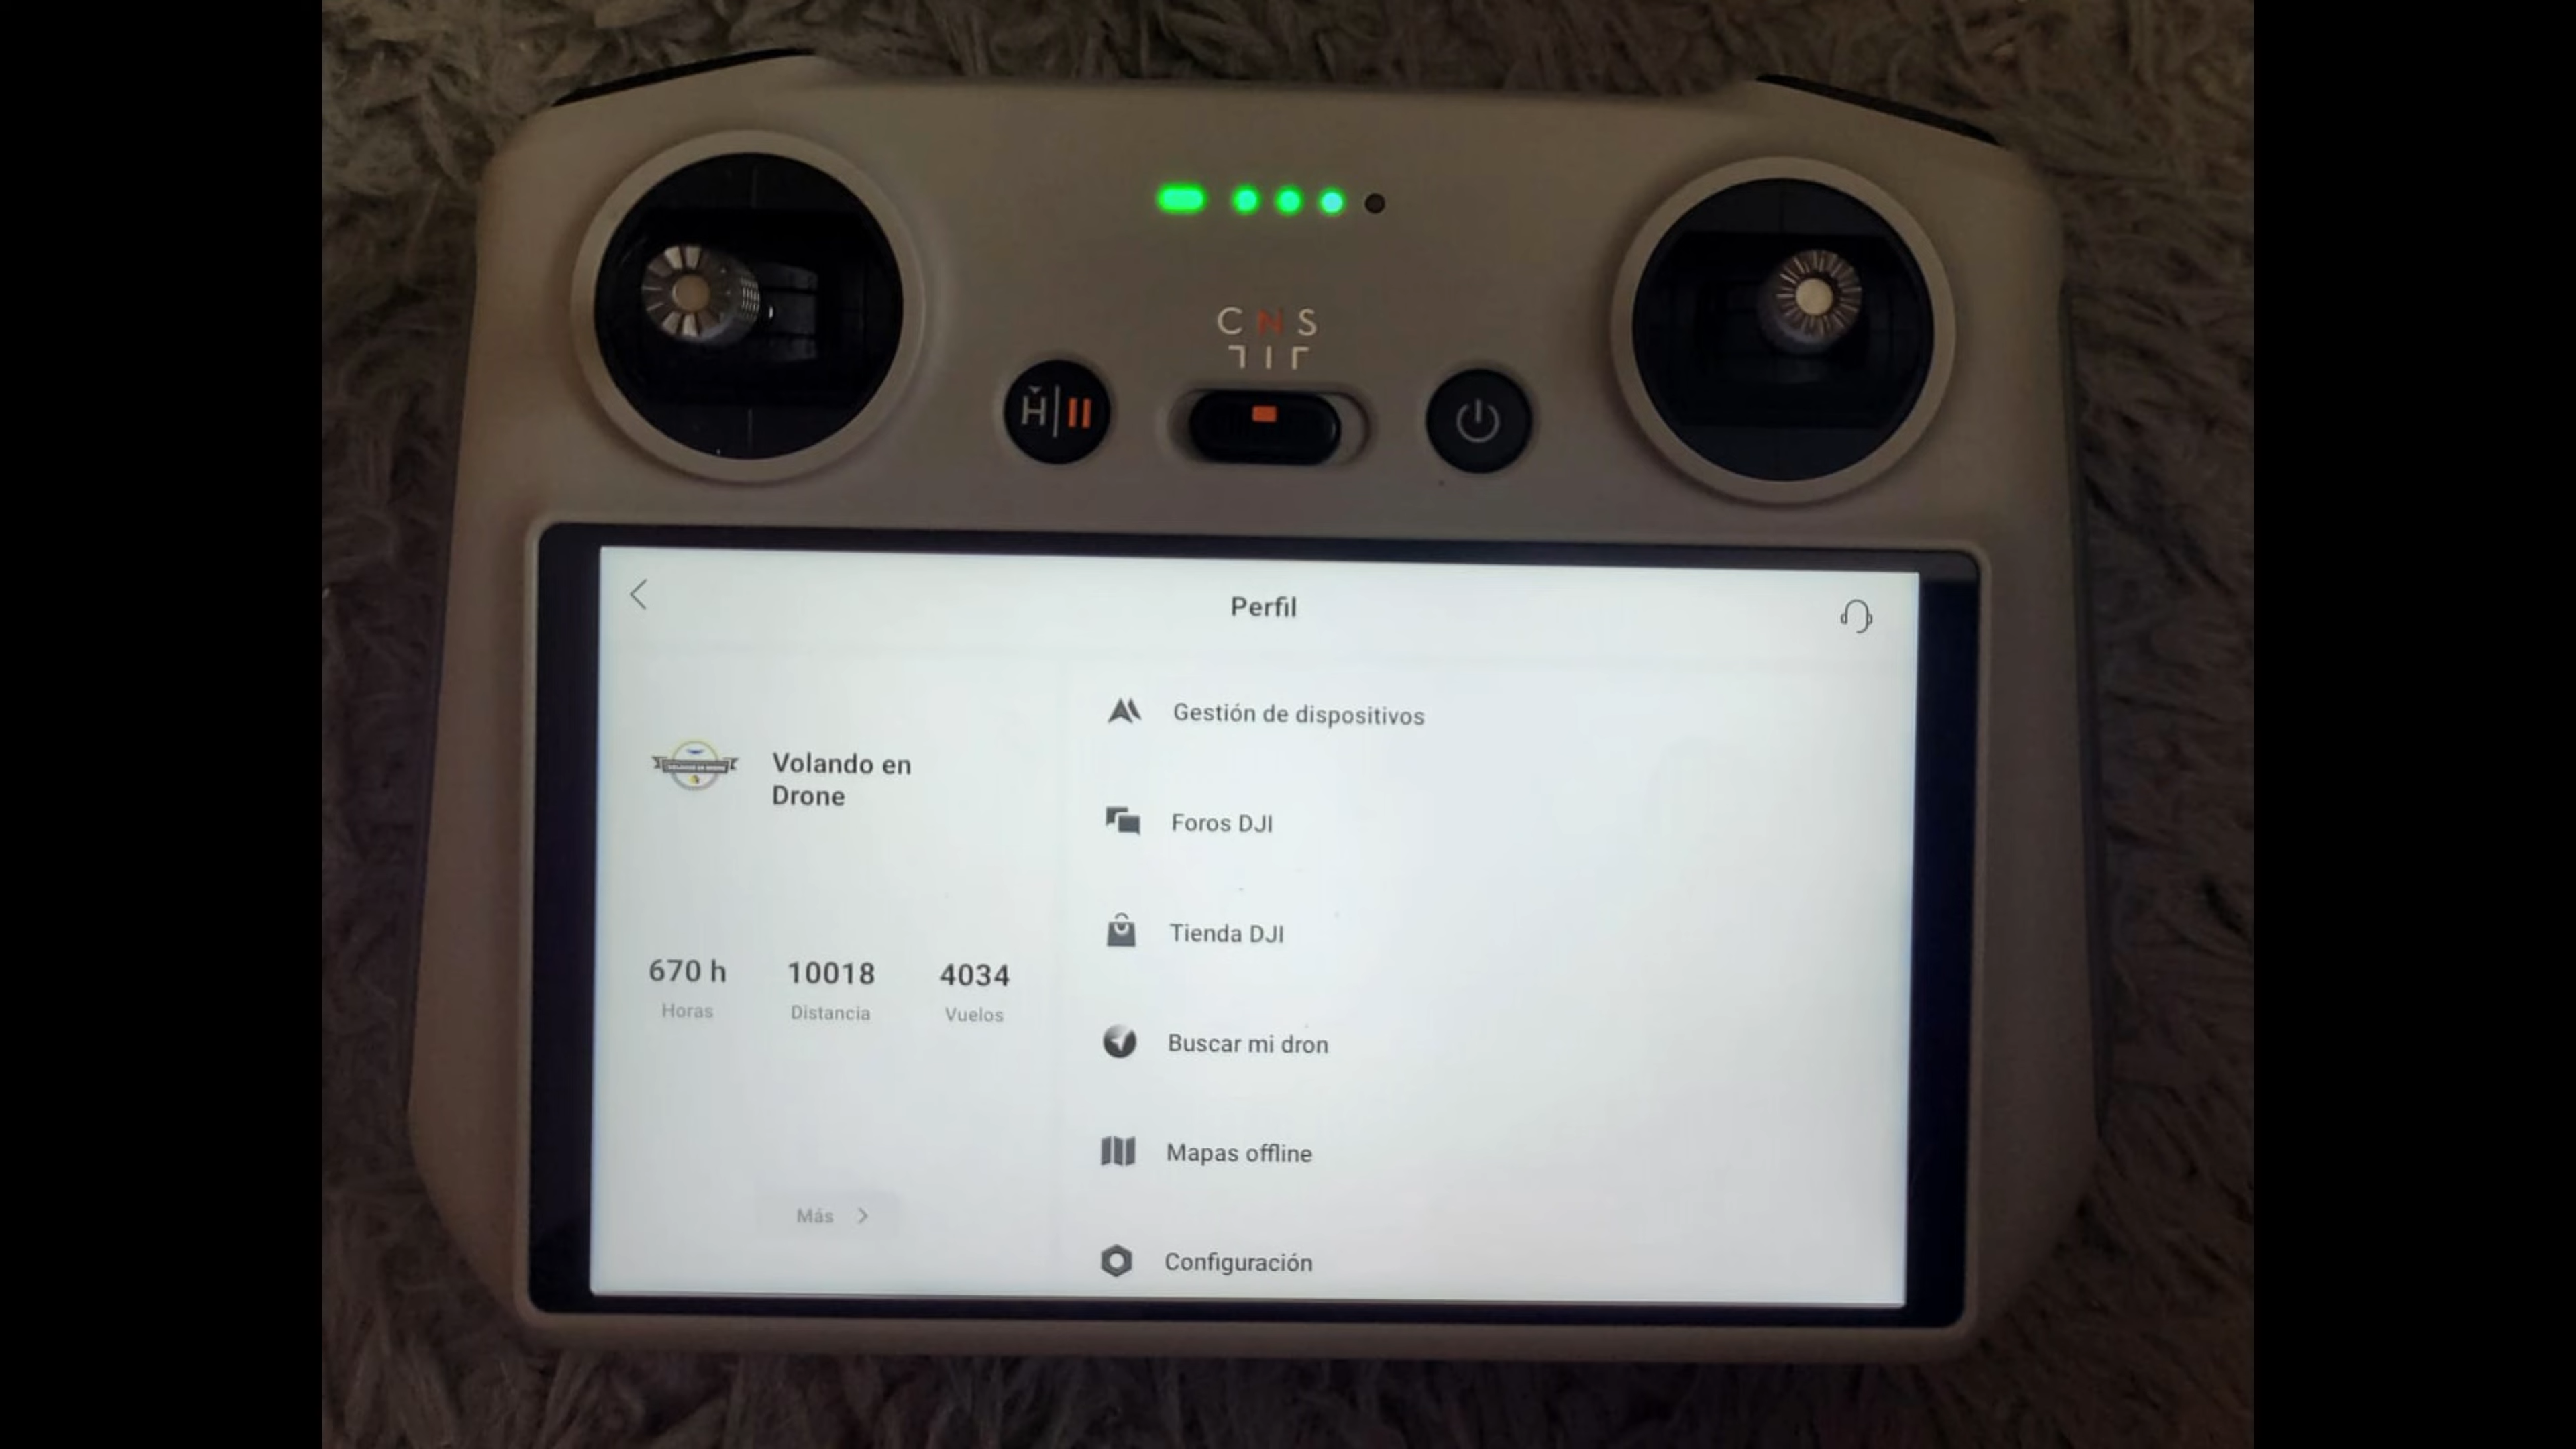 C N S
H
Perfil
Volando en
Drone
670 h
Horas
10018
Distancia
4034
Vuelos
Más
Gestión de dispositivos
Foros DJI
Tienda DJI
Buscar mi dron
Mapas offline
Configuración